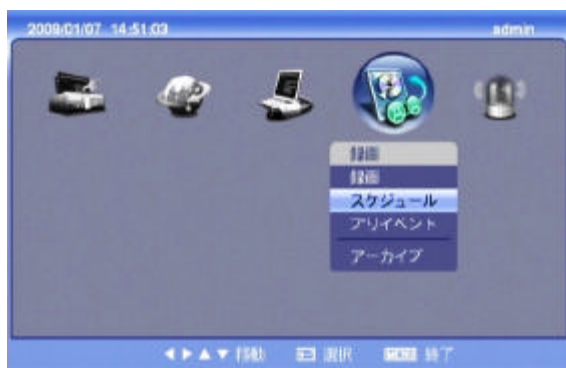 2009/01/07 14:51:03 admin
録画
録画
スケジュール
プリイベント
アーカイブ
◀▶▲▼ 移動 選択 MENU 終了